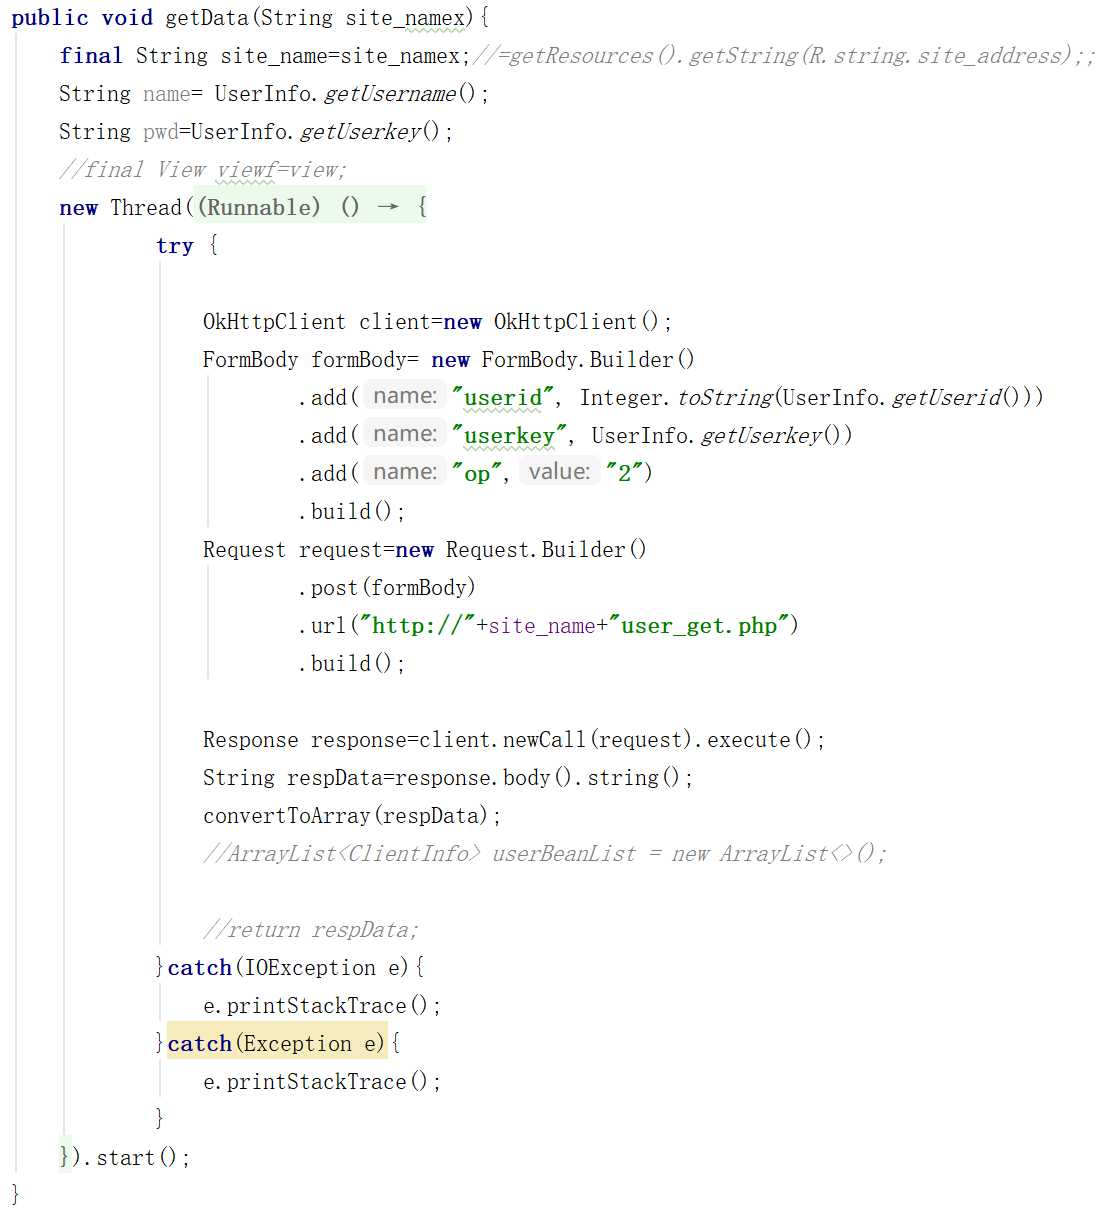 public void getData(String site_namex){
    final String site_name=site_namex;//=getResources().getString(R.string.site_address);;
    String name= UserInfo.getUsername();
    String pwd=UserInfo.getUserkey();
    //final View viewf=view;
    new Thread((Runnable) () → {
            try {
                OkHttpClient client=new OkHttpClient();
                FormBody formBody= new FormBody.Builder()
                        .add( name: "userid", Integer.toString(UserInfo.getUserid()))
                        .add( name: "userkey", UserInfo.getUserkey())
                        .add( name: "op", value: "2")
                        .build();
                Request request=new Request.Builder()
                        .post(formBody)
                        .url("http://"+site_name+"user_get.php")
                        .build();
                Response response=client.newCall(request).execute();
                String respData=response.body().string();
                convertToArray(respData);
                //ArrayList<ClientInfo> userBeanList = new ArrayList<>();
                //return respData;
            }catch(IOException e){
                e.printStackTrace();
            }catch(Exception e){
                e.printStackTrace();
            }
    }).start();
}